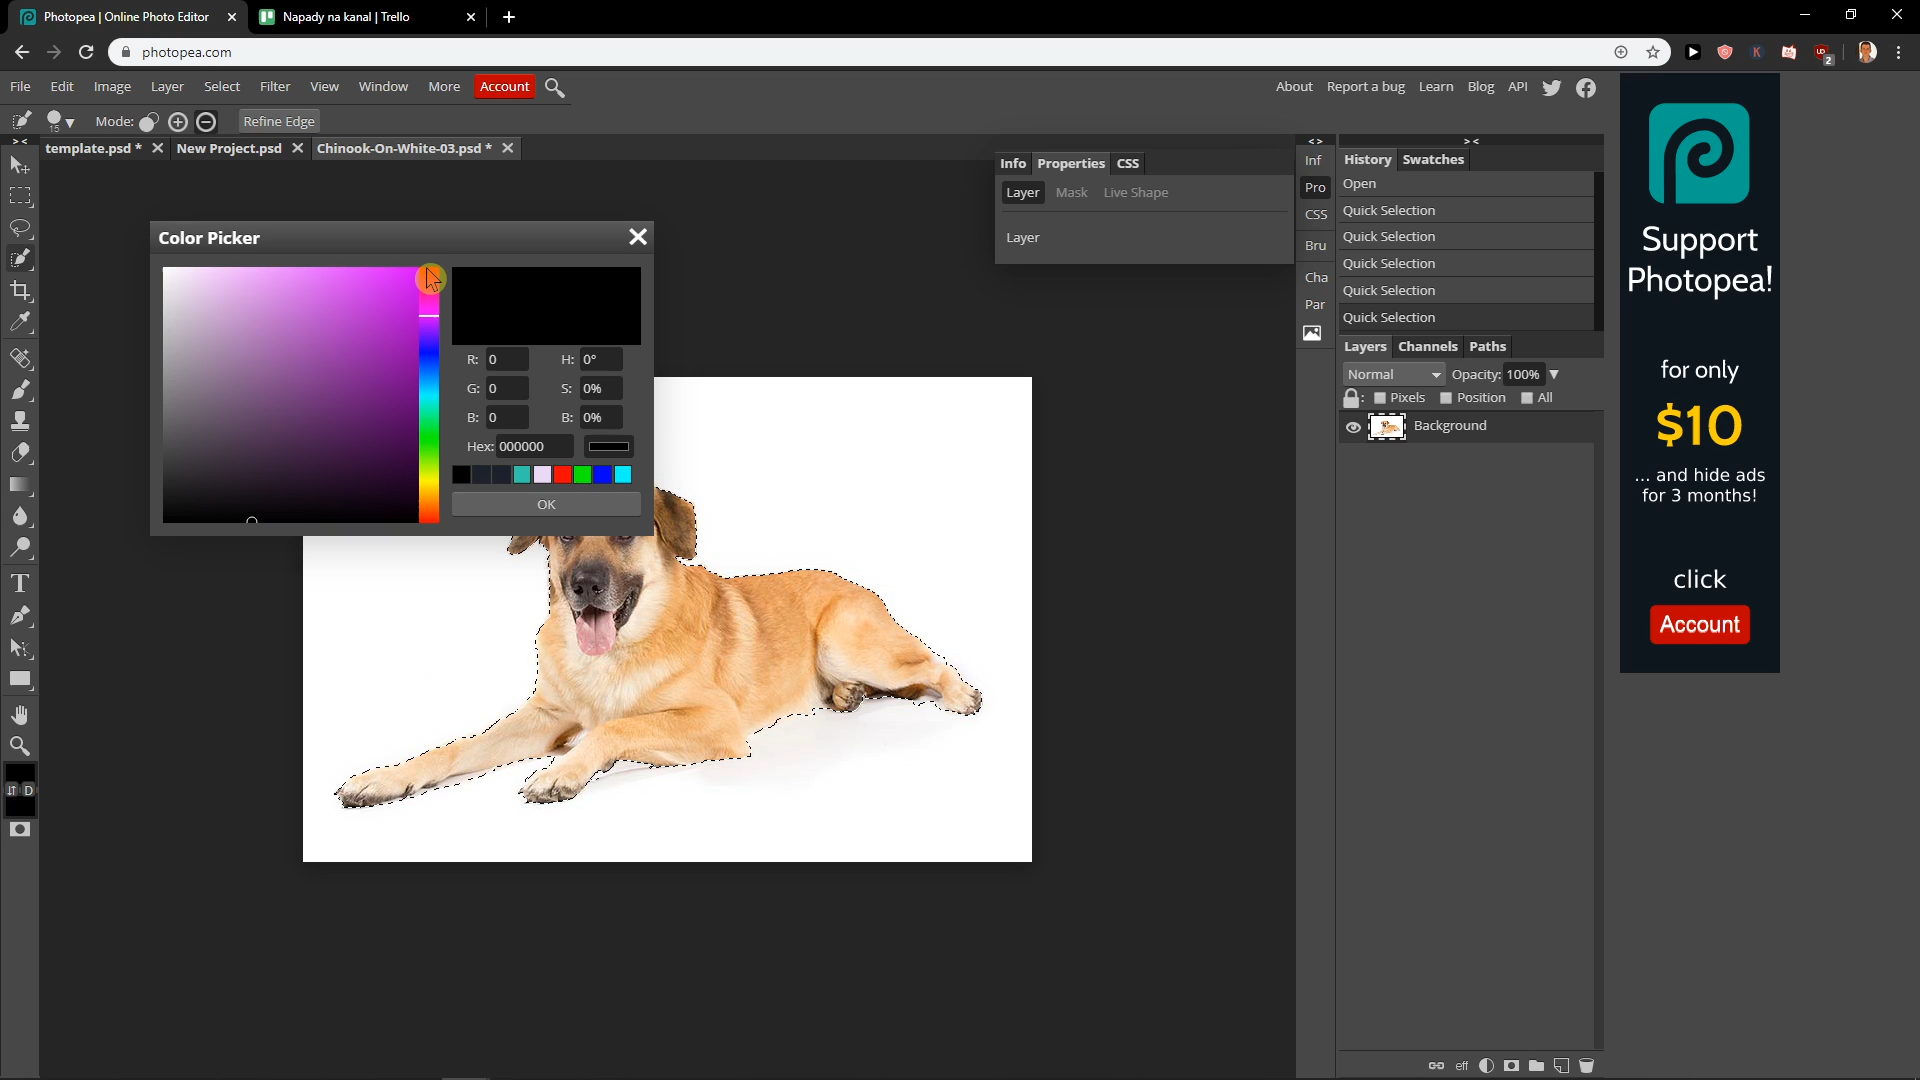 Photopea | Online Photo Editor
Napady na kanal | Trello
photopea.com
K
2
File Edit Image Layer Select Filter View Window More Account
About Report a bug Learn Blog API
15
Mode: Refine Edge
> <
template.psd * New Project.psd Chinook-On-White-03.psd *
Info Properties CSS
Layer Mask Live Shape
Layer
< >
Inf
Pro
CSS
Bru
Cha
Par
> <
History Swatches
Open
Quick Selection
Quick Selection
Quick Selection
Quick Selection
Quick Selection
Layers Channels Paths
Normal Opacity: 100%
: Pixels Position All
Background
eff
Color Picker
R: 0 H: 0°
G: 0 S: 0%
B: 0 B: 0%
Hex: 000000
OK
T
D
Support
Photopea!
for only
$10
... and hide ads
for 3 months!
click
Account